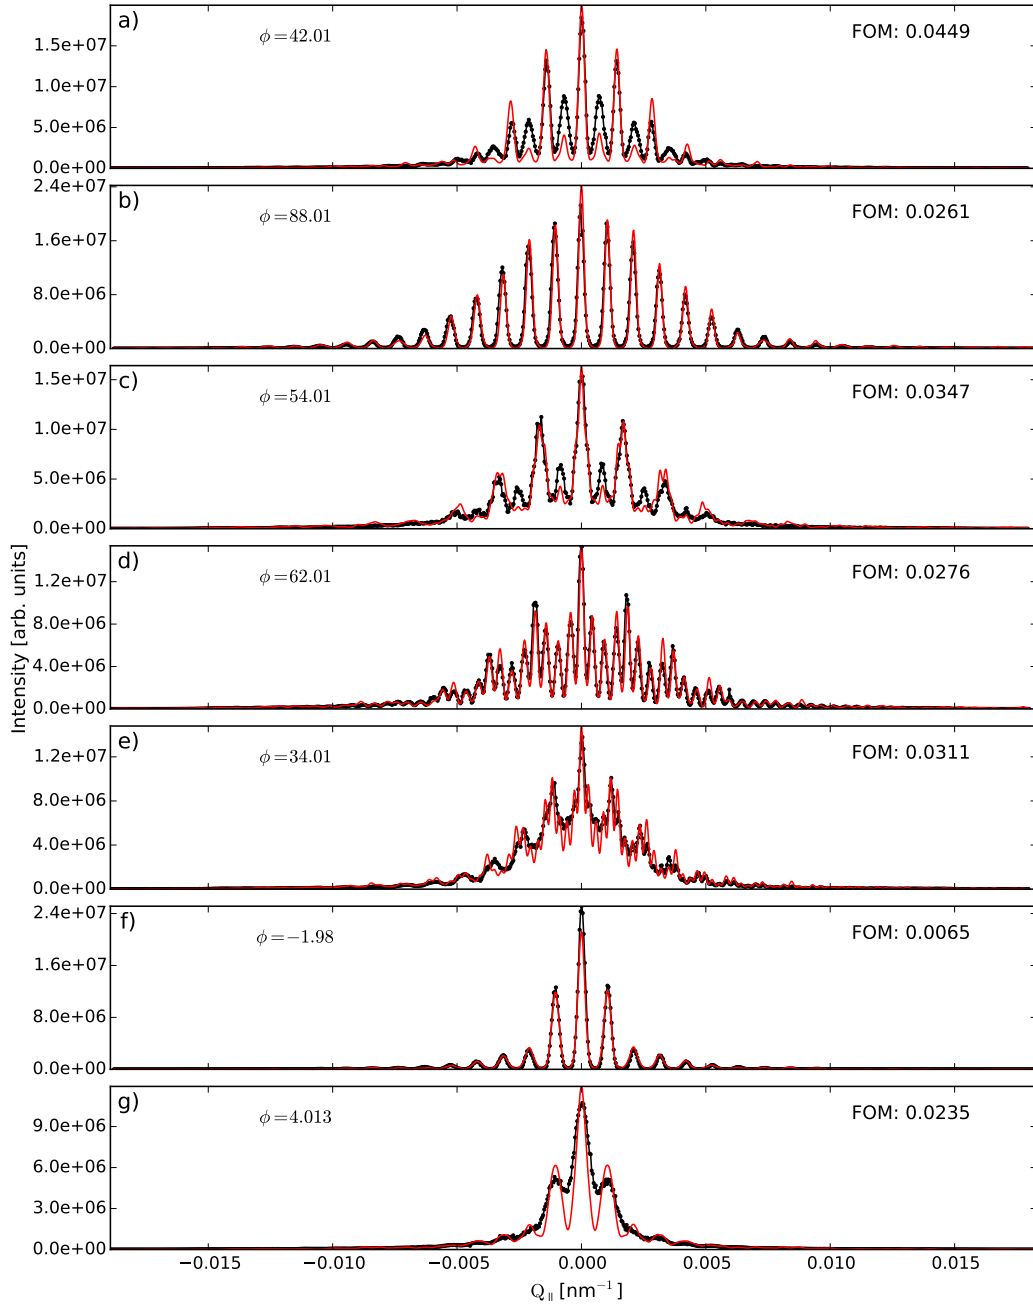 a)
ϕ=42.01
FOM: 0.0449
1.5e+07
1.0e+07
5.0e+06
0.0e+00
b)
ϕ=88.01
FOM: 0.0261
2.4e+07
1.6e+07
8.0e+06
0.0e+00
c)
ϕ=54.01
FOM: 0.0347
1.5e+07
1.0e+07
5.0e+06
0.0e+00
d)
ϕ=62.01
FOM: 0.0276
1.2e+07
8.0e+06
4.0e+06
0.0e+00
Intensity [arb. units]
e)
ϕ=34.01
FOM: 0.0311
1.2e+07
8.0e+06
4.0e+06
0.0e+00
f)
ϕ=−1.98
FOM: 0.0065
2.4e+07
1.6e+07
8.0e+06
0.0e+00
g)
ϕ=4.013
FOM: 0.0235
9.0e+06
6.0e+06
3.0e+06
0.0e+00
−0.015 −0.010 −0.005 0.000 0.005 0.010 0.015
Q∥ [nm⁻¹]